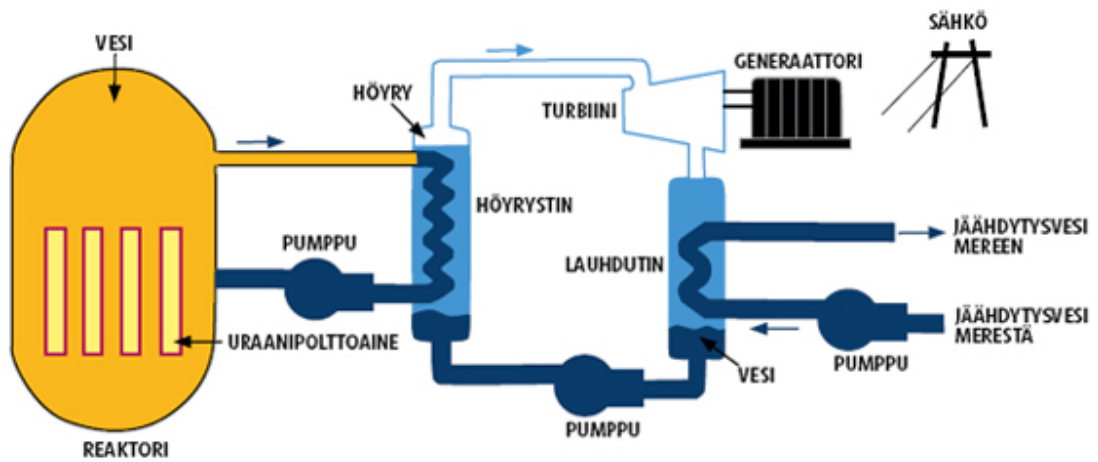 VESI
SÄHKÖ
GENERAATTORI
HÖYRY
TURBIINI
HÖYRYSTIN
PUMPPU
LAUHDUTIN
JÄÄHDYTYSVESI
MEREEN
URAANIPOLTTOAINE
JÄÄHDYTYSVESI
MERESTÄ
PUMPPU
VESI
PUMPPU
REAKTORI